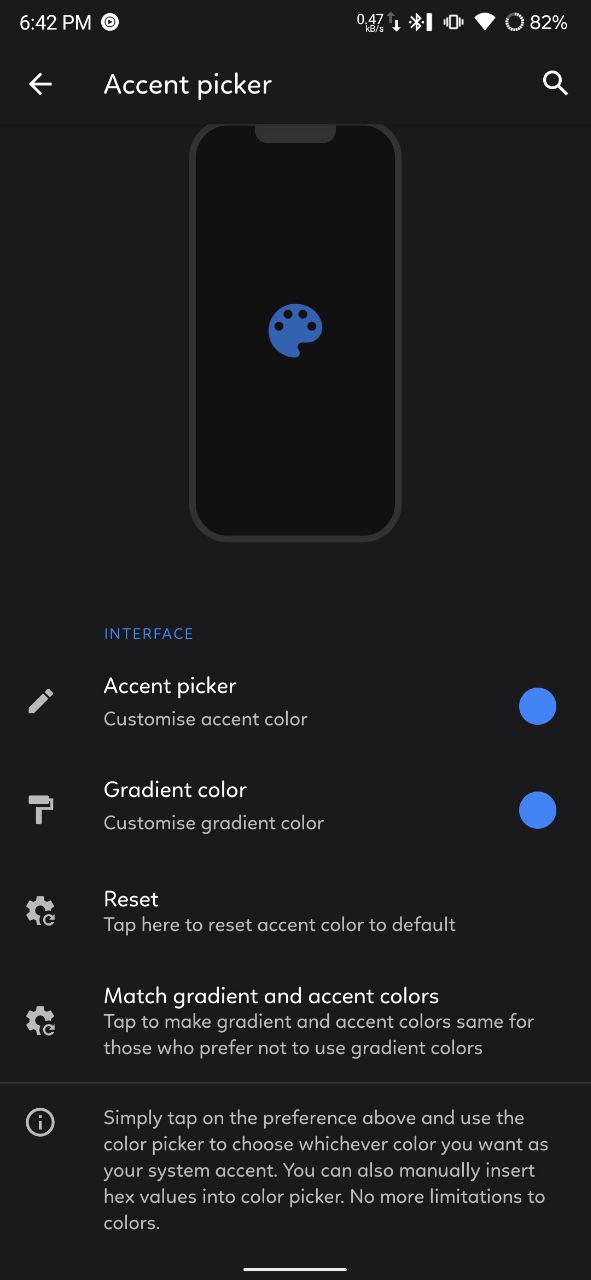 6:42 PM 0.47 kB/s 82%
Accent picker
INTERFACE
Accent picker
Customise accent color
Gradient color
Customise gradient color
Reset
Tap here to reset accent color to default
Match gradient and accent colors
Tap to make gradient and accent colors same for
those who prefer not to use gradient colors
Simply tap on the preference above and use the
color picker to choose whichever color you want as
your system accent. You can also manually insert
hex values into color picker. No more limitations to
colors.